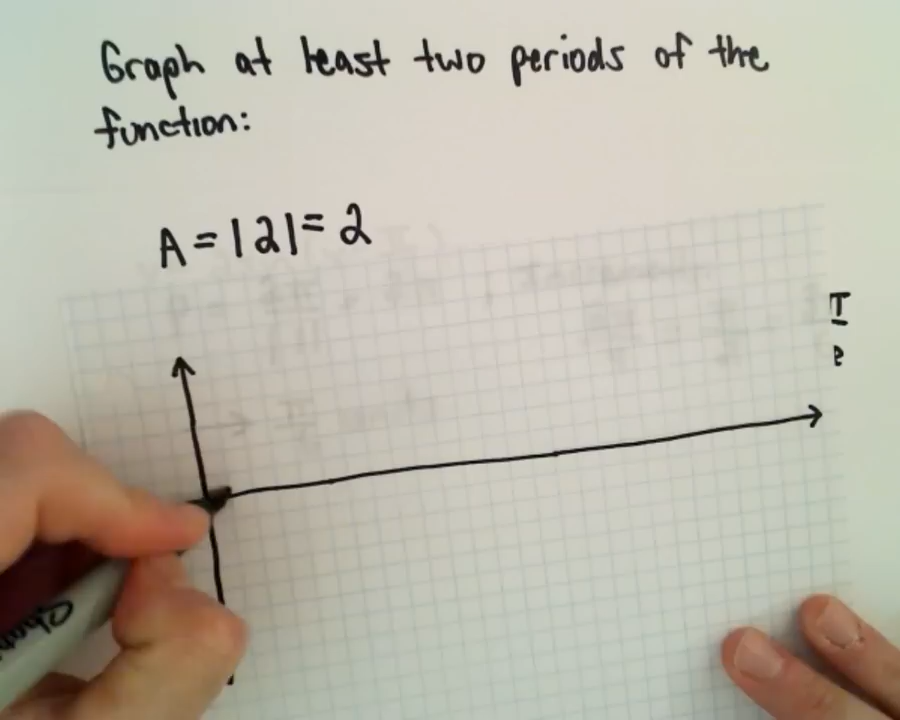 Graph at least two periods of the
function:
A = |2| = 2